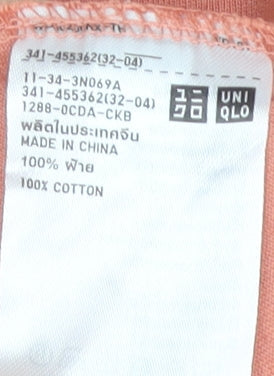 341-455362(32-04)
11-34-3N069A
341-455362(32-04)
1288-0CDA-CKB
ユニ
クロ
UNI
QLO
ผลิตในประเทศจีน
MADE IN CHINA
100% ฝ้าย
100% COTTON